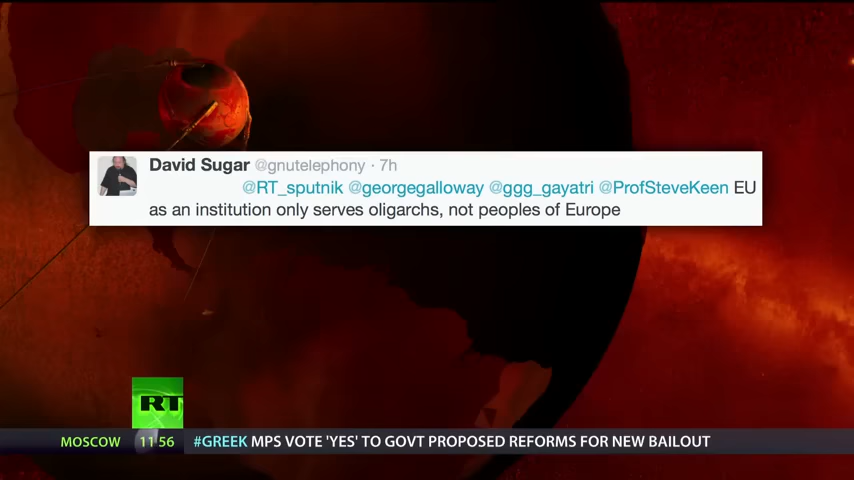 David Sugar @gnutelephony · 7h
@RT_sputnik @georgegalloway @ggg_gayatri @ProfSteveKeen EU
as an institution only serves oligarchs, not peoples of Europe
RT
MOSCOW 11:56 #GREEK MPS VOTE 'YES' TO GOVT PROPOSED REFORMS FOR NEW BAILOUT